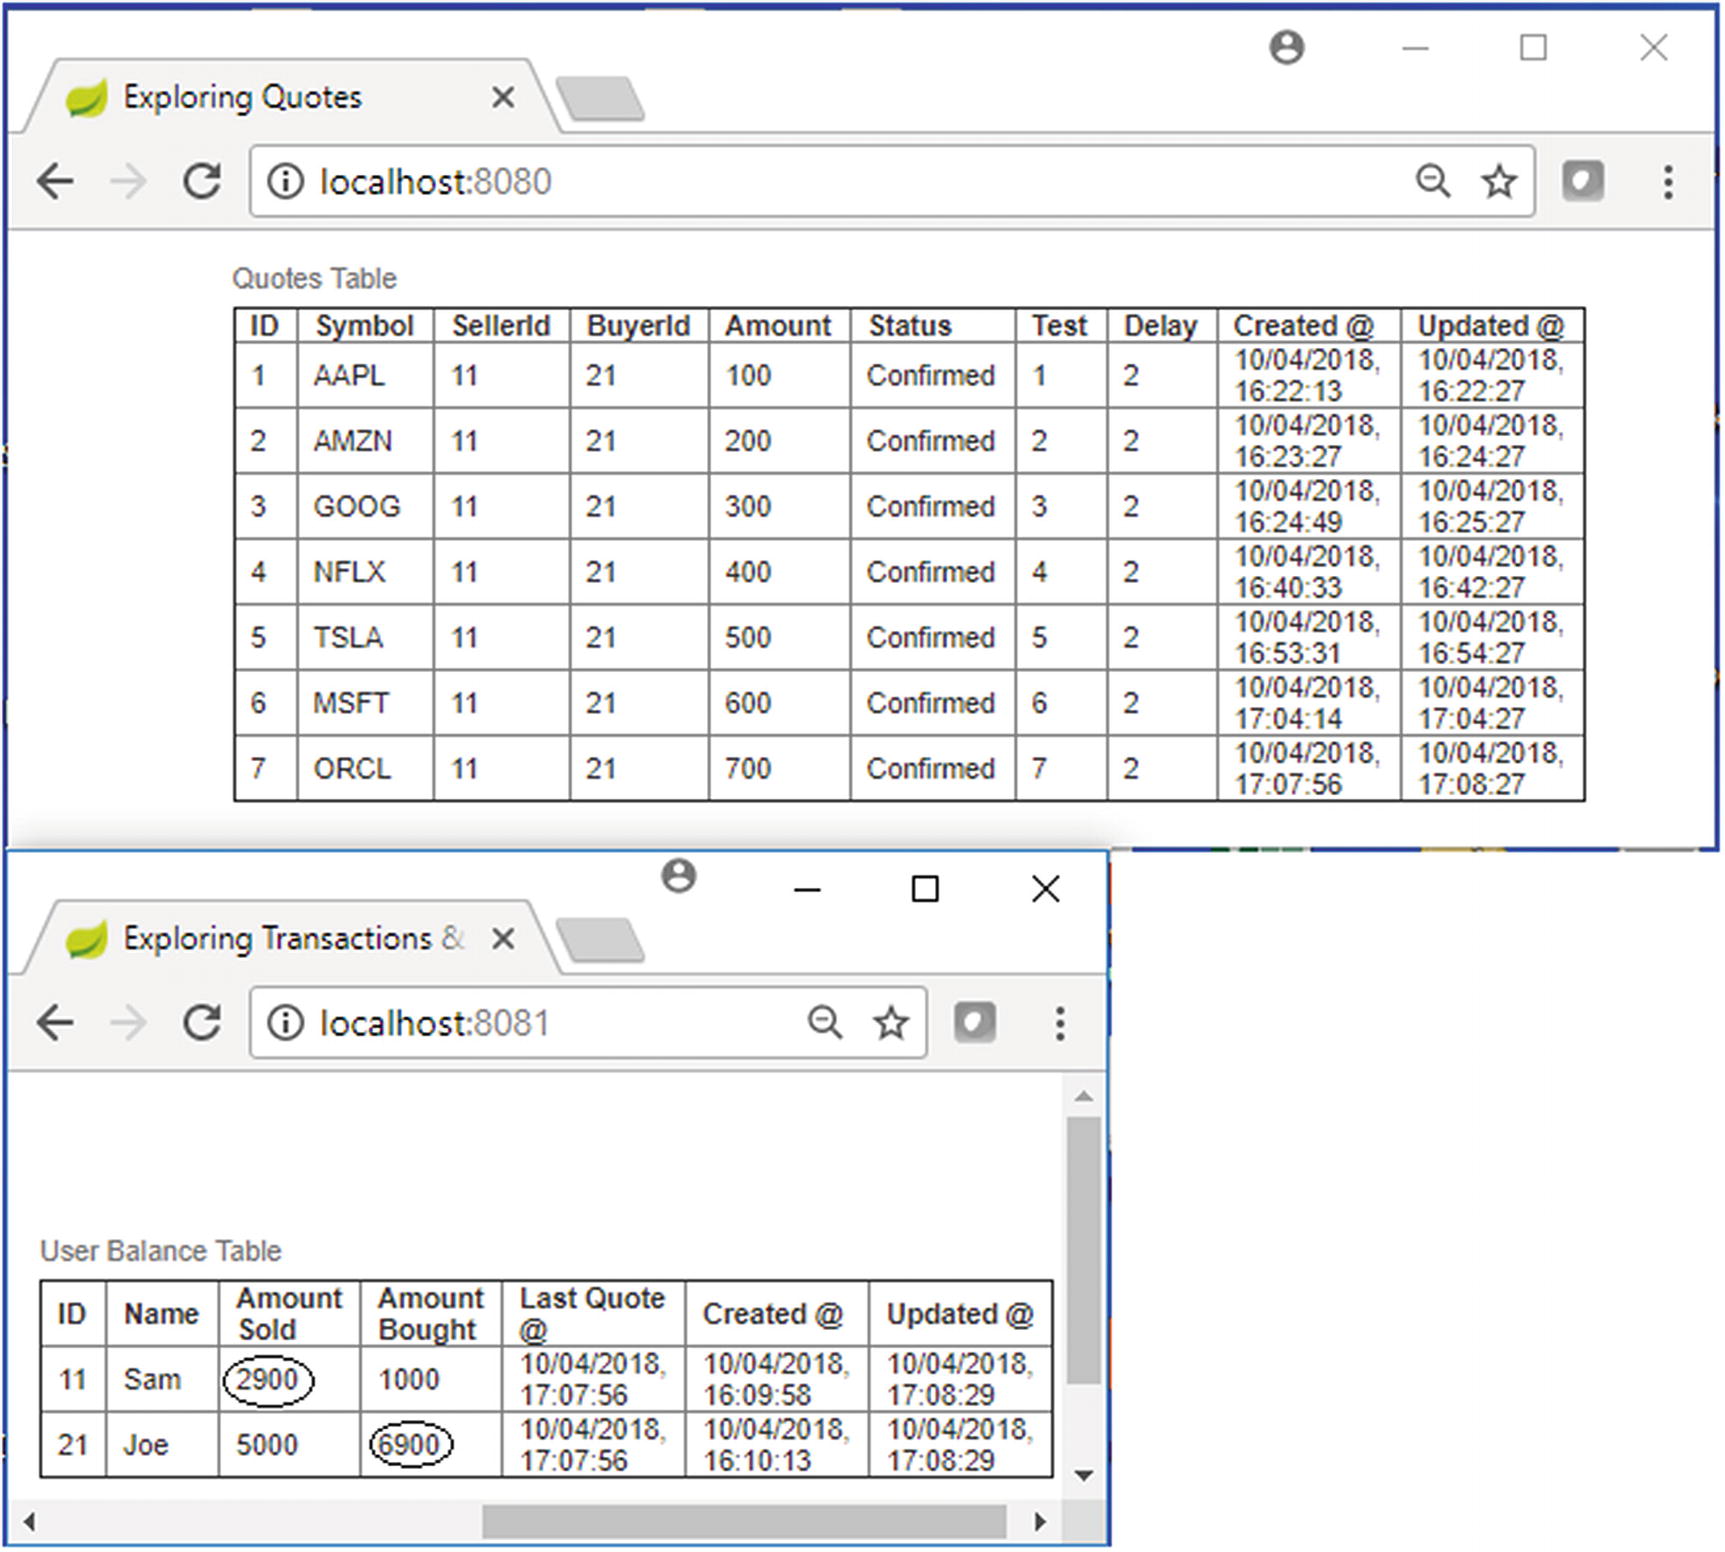 Exploring Quotes
localhost:8080
Quotes Table
ID Symbol SellerId BuyerId Amount Status Test Delay Created @ Updated @
1 AAPL 11 21 100 Confirmed 1 2 10/04/2018, 16:22:13 10/04/2018, 16:22:27
2 AMZN 11 21 200 Confirmed 2 2 10/04/2018, 16:23:27 10/04/2018, 16:24:27
3 GOOG 11 21 300 Confirmed 3 2 10/04/2018, 16:24:49 10/04/2018, 16:25:27
4 NFLX 11 21 400 Confirmed 4 2 10/04/2018, 16:40:33 10/04/2018, 16:42:27
5 TSLA 11 21 500 Confirmed 5 2 10/04/2018, 16:53:31 10/04/2018, 16:54:27
6 MSFT 11 21 600 Confirmed 6 2 10/04/2018, 17:04:14 10/04/2018, 17:04:27
7 ORCL 11 21 700 Confirmed 7 2 10/04/2018, 17:07:56 10/04/2018, 17:08:27
Exploring Transactions &
localhost:8081
User Balance Table
ID Name Amount Sold Amount Bought Last Quote @ Created @ Updated @
11 Sam 2900 1000 10/04/2018, 17:07:56 10/04/2018, 16:09:58 10/04/2018, 17:08:29
21 Joe 5000 6900 10/04/2018, 17:07:56 10/04/2018, 16:10:13 10/04/2018, 17:08:29